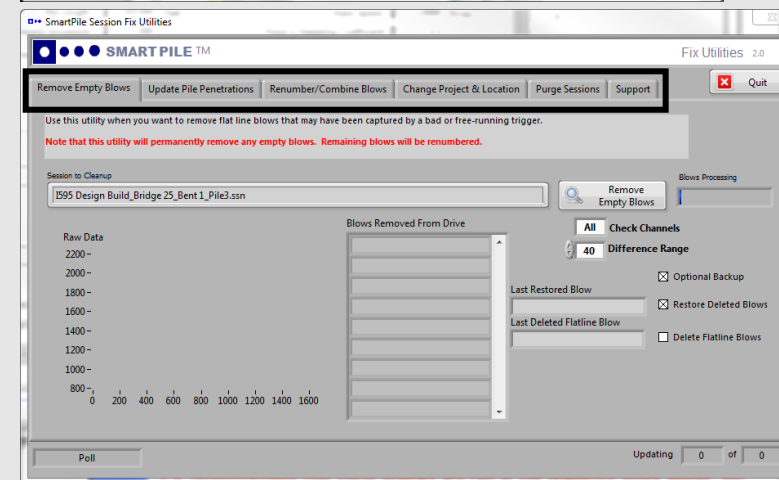 SmartPile Session Fix Utilities
SMARTPILE TM
Fix Utilities 2.0
Remove Empty Blows
Update Pile Penetrations
Renumber/Combine Blows
Change Project & Location
Purge Sessions
Support
Quit
Use this utility when you want to remove flat line blows that may have been captured by a bad or free-running trigger.
Note that this utility will permanently remove any empty blows. Remaining blows will be renumbered.
Session to Cleanup
I595 Design Build_Bridge 25_Bent 1_Pile3.ssn
Remove
Empty Blows
Blows Processing
Raw Data
2200
2000
1800
1600
1400
1200
1000
800
0 200 400 600 800 1000 1200 1400 1600
Blows Removed From Drive
All Check Channels
40 Difference Range
Last Restored Blow
Last Deleted Flatline Blow
Optional Backup
Restore Deleted Blows
Delete Flatline Blows
Poll
Updating 0 of 0